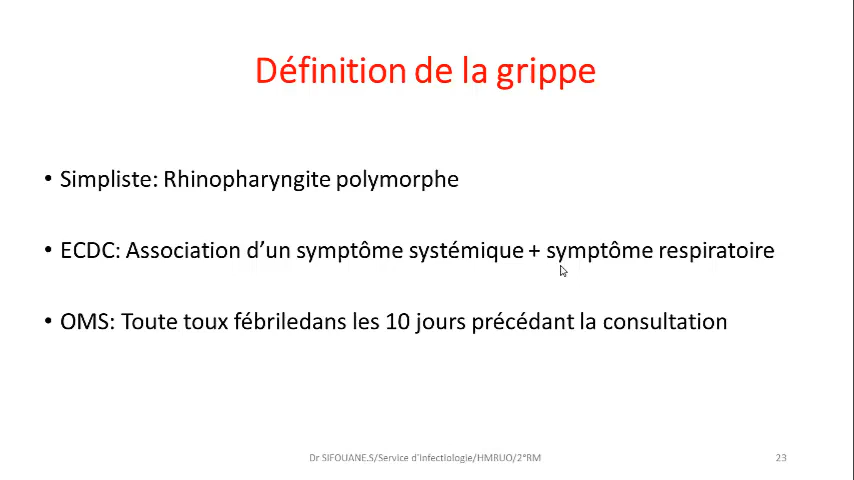 Définition de la grippe
• Simpliste: Rhinopharyngite polymorphe
• ECDC: Association d’un symptôme systémique + symptôme respiratoire
• OMS: Toute toux fébriledans les 10 jours précédant la consultation
Dr SIFOUANE.S/Service d'infectiologie/HMRUO/2°RM
23